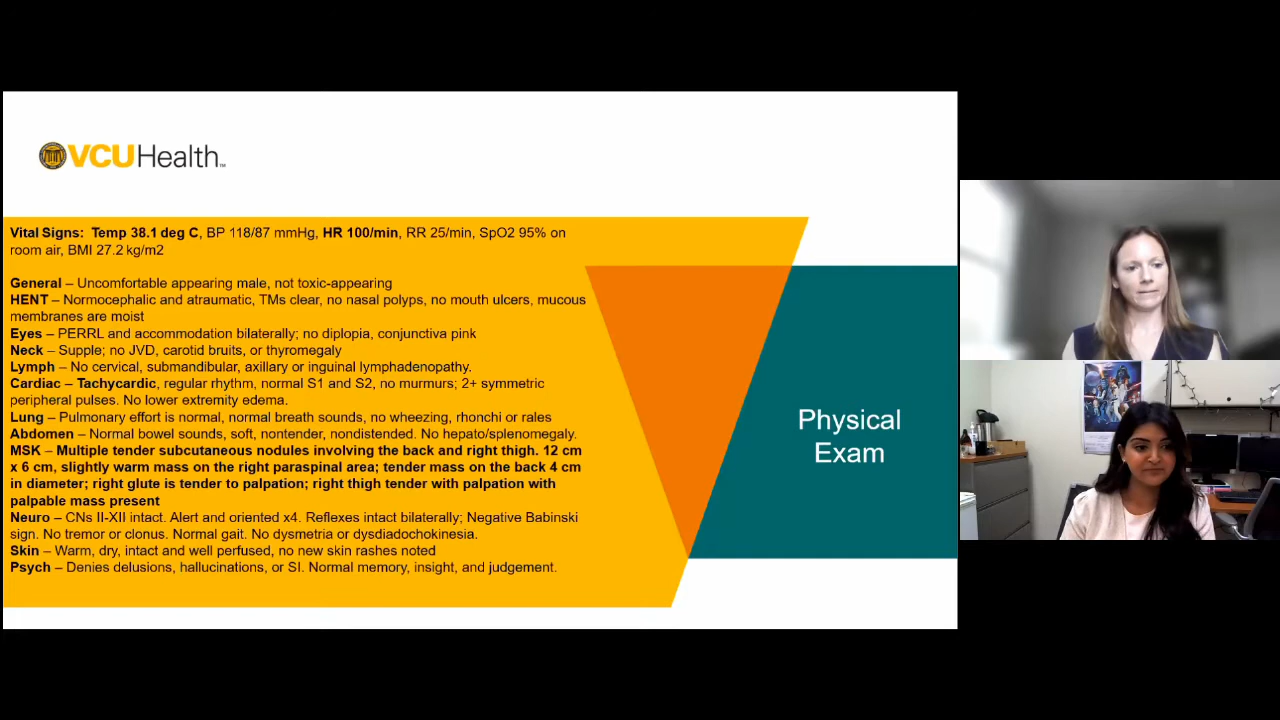 VCUHealth™
Vital Signs: Temp 38.1 deg C, BP 118/87 mmHg, HR 100/min, RR 25/min, SpO2 95% on
room air, BMI 27.2 kg/m2
General – Uncomfortable appearing male, not toxic-appearing
HENT – Normocephalic and atraumatic, TMs clear, no nasal polyps, no mouth ulcers, mucous
membranes are moist
Eyes – PERRL and accommodation bilaterally; no diplopia, conjunctiva pink
Neck – Supple; no JVD, carotid bruits, or thyromegaly
Lymph – No cervical, submandibular, axillary or inguinal lymphadenopathy.
Cardiac – Tachycardic, regular rhythm, normal S1 and S2, no murmurs; 2+ symmetric
peripheral pulses. No lower extremity edema.
Lung – Pulmonary effort is normal, normal breath sounds, no wheezing, rhonchi or rales
Abdomen – Normal bowel sounds, soft, nontender, nondistended. No hepato/splenomegaly.
MSK – Multiple tender subcutaneous nodules involving the back and right thigh. 12 cm
x 6 cm, slightly warm mass on the right paraspinal area; tender mass on the back 4 cm
in diameter; right glute is tender to palpation; right thigh tender with palpation with
palpable mass present
Neuro – CNs II-XII intact. Alert and oriented x4. Reflexes intact bilaterally; Negative Babinski
sign. No tremor or clonus. Normal gait. No dysmetria or dysdiadochokinesia.
Skin – Warm, dry, intact and well perfused, no new skin rashes noted
Psych – Denies delusions, hallucinations, or SI. Normal memory, insight, and judgement.
Physical
Exam